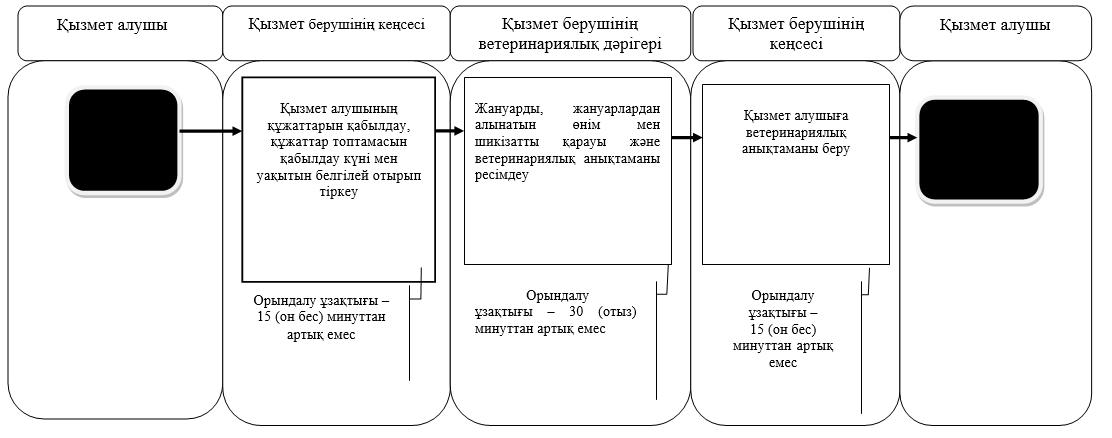 Қызмет алушы
Қызмет берушінің кеңсесі
Қызмет берушінің
ветеринариялық дәрігері
Қызмет берушінің
кеңсесі
Қызмет алушы
Қызмет алушының
құжаттарын қабылдау,
құжаттар топтамасын
қабылдау күні мен
уақытын белгілей отырып
тіркеу
Жануарды, жануарлардан
алынатын өнім мен
шикізатты қарауы және
ветеринариялық анықтаманы
ресімдеу
Қызмет алушыға
ветеринариялық
анықтаманы беру
Орындалу ұзақтығы –
15 (он бес) минуттан
артық емес
Орындалу
ұзақтығы – 30 (отыз)
минуттан артық емес
Орындалу
ұзақтығы –
15 (он бес)
минуттан артық
емес